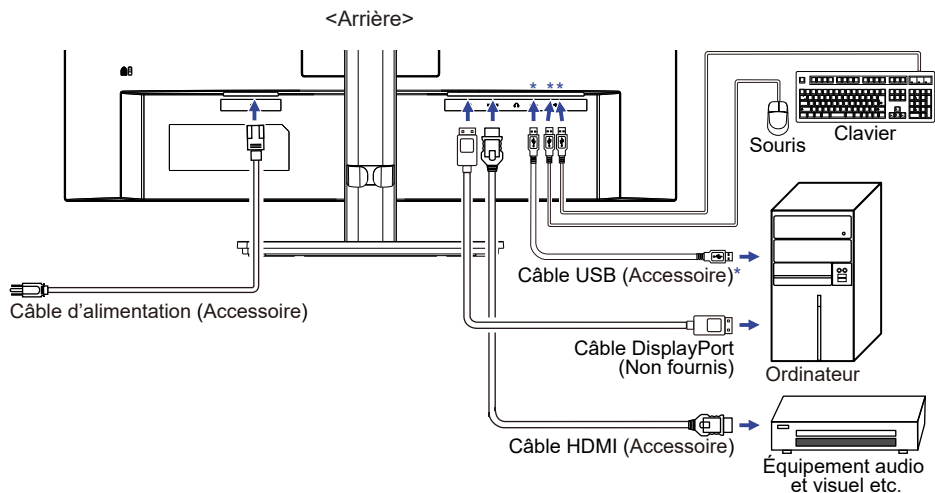 <Arrière>
* **
Souris
Clavier
Câble USB (Accessoire)*
Câble d’alimentation (Accessoire)
Câble DisplayPort
(Non fournis)
Ordinateur
Câble HDMI (Accessoire)
Équipement audio
et visuel etc.